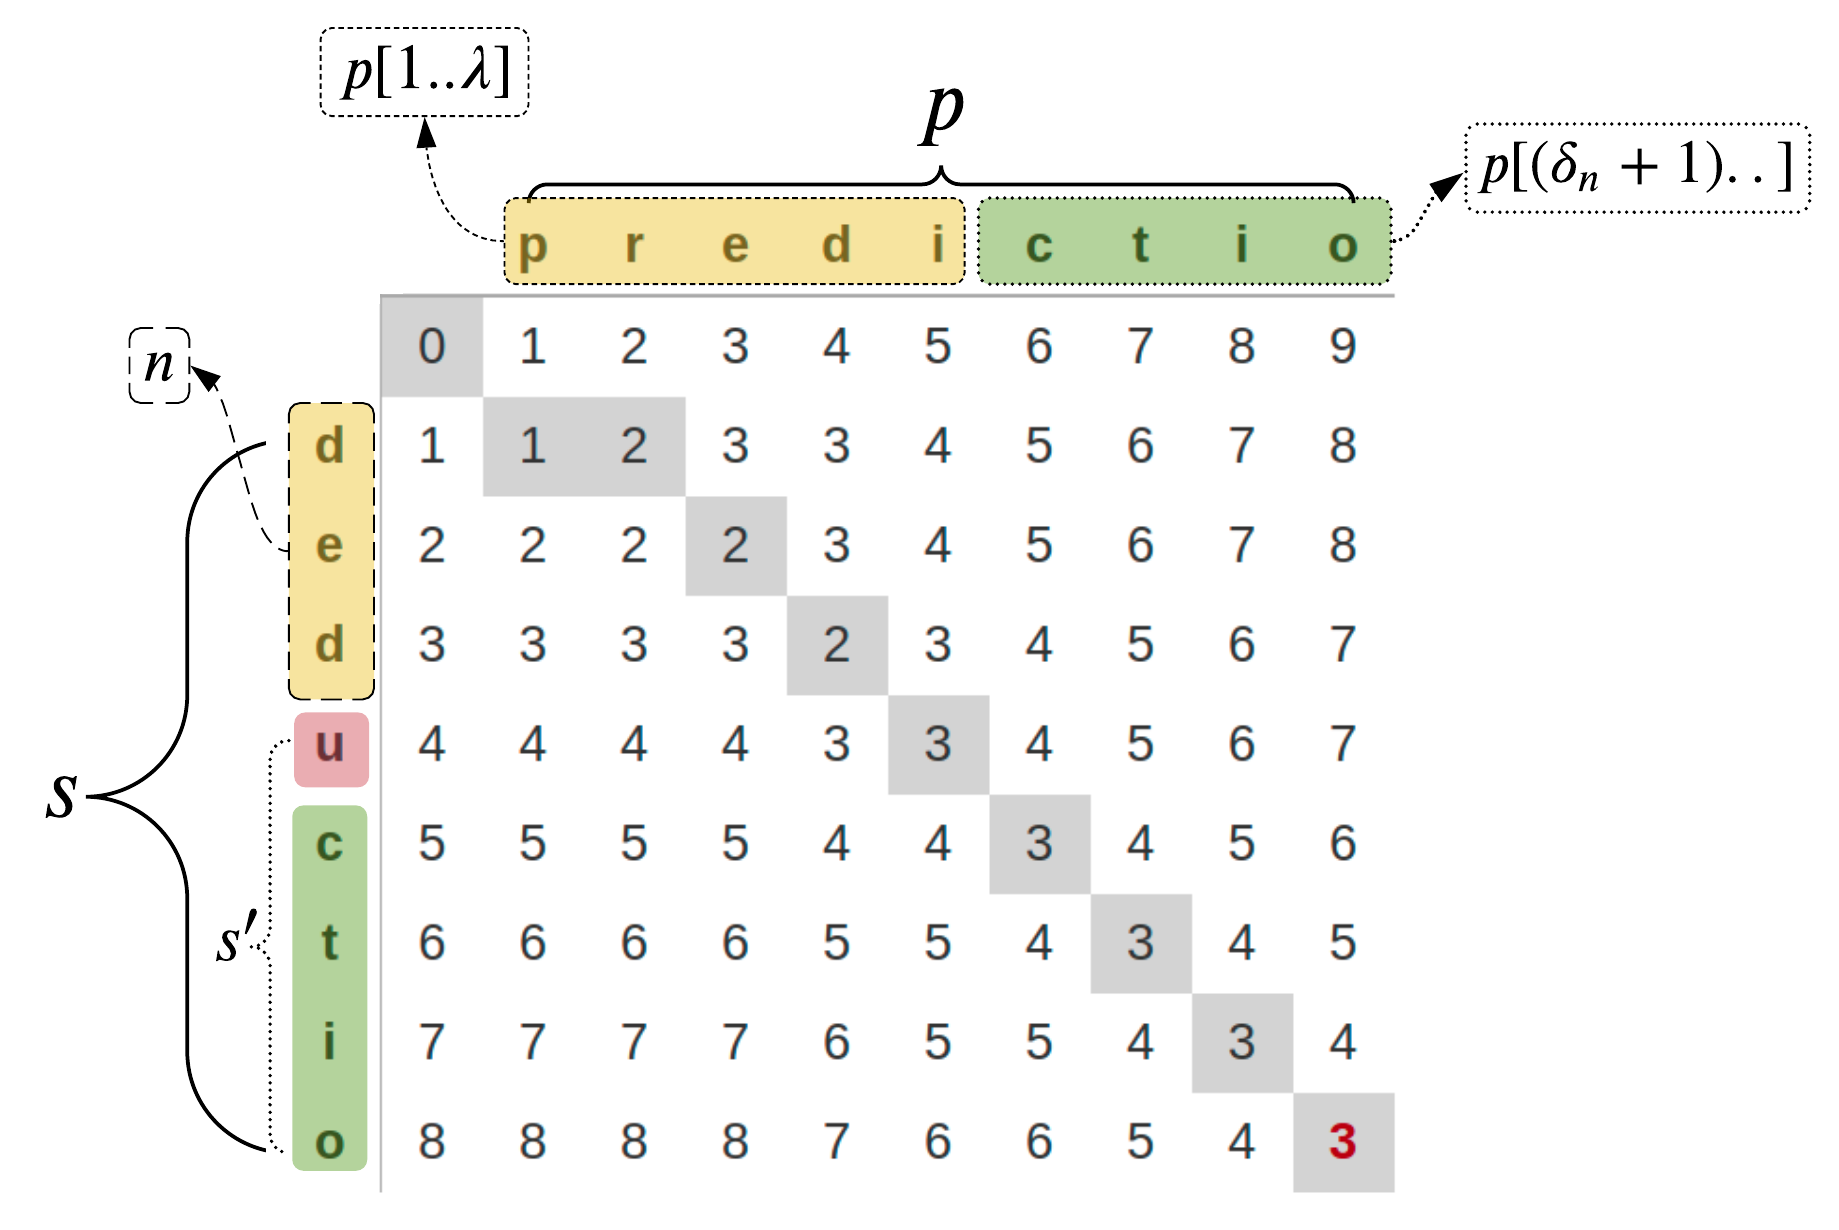 p[1..λ]
p
p[(δn + 1). . ]
p r e d i c t i o
0 1 2 3 4 5 6 7 8 9
n
d 1 1 2 3 3 4 5 6 7 8
e 2 2 2 2 3 4 5 6 7 8
d 3 3 3 3 2 3 4 5 6 7
u 4 4 4 4 3 3 4 5 6 7
s
c 5 5 5 5 4 4 3 4 5 6
s′
t 6 6 6 6 5 5 4 3 4 5
i 7 7 7 7 6 5 5 4 3 4
o 8 8 8 8 7 6 6 5 4 3